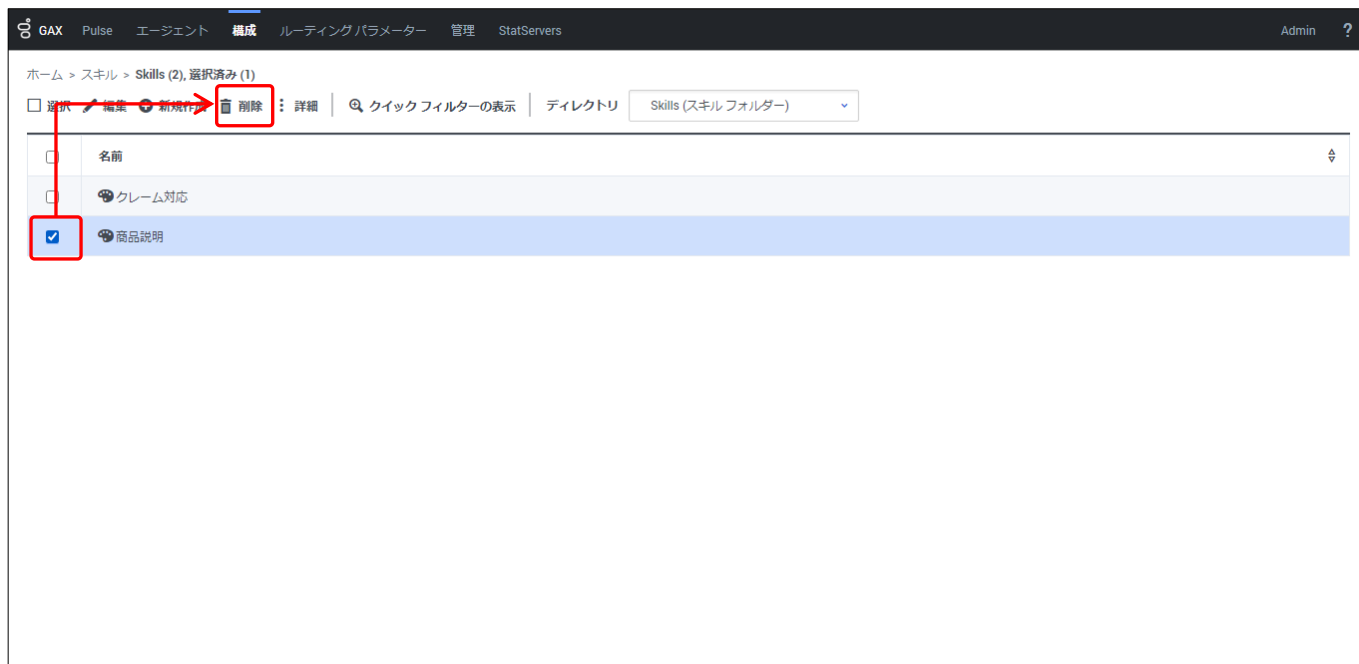 GAX Pulse エージェント 構成 ルーティング パラメーター 管理 StatServers Admin ?
ホーム > スキル > Skills (2), 選択済み (1)
選択 編集 新規作成 削除 詳細 クイック フィルターの表示 ディレクトリ Skills (スキル フォルダー)
名前
クレーム対応
商品説明